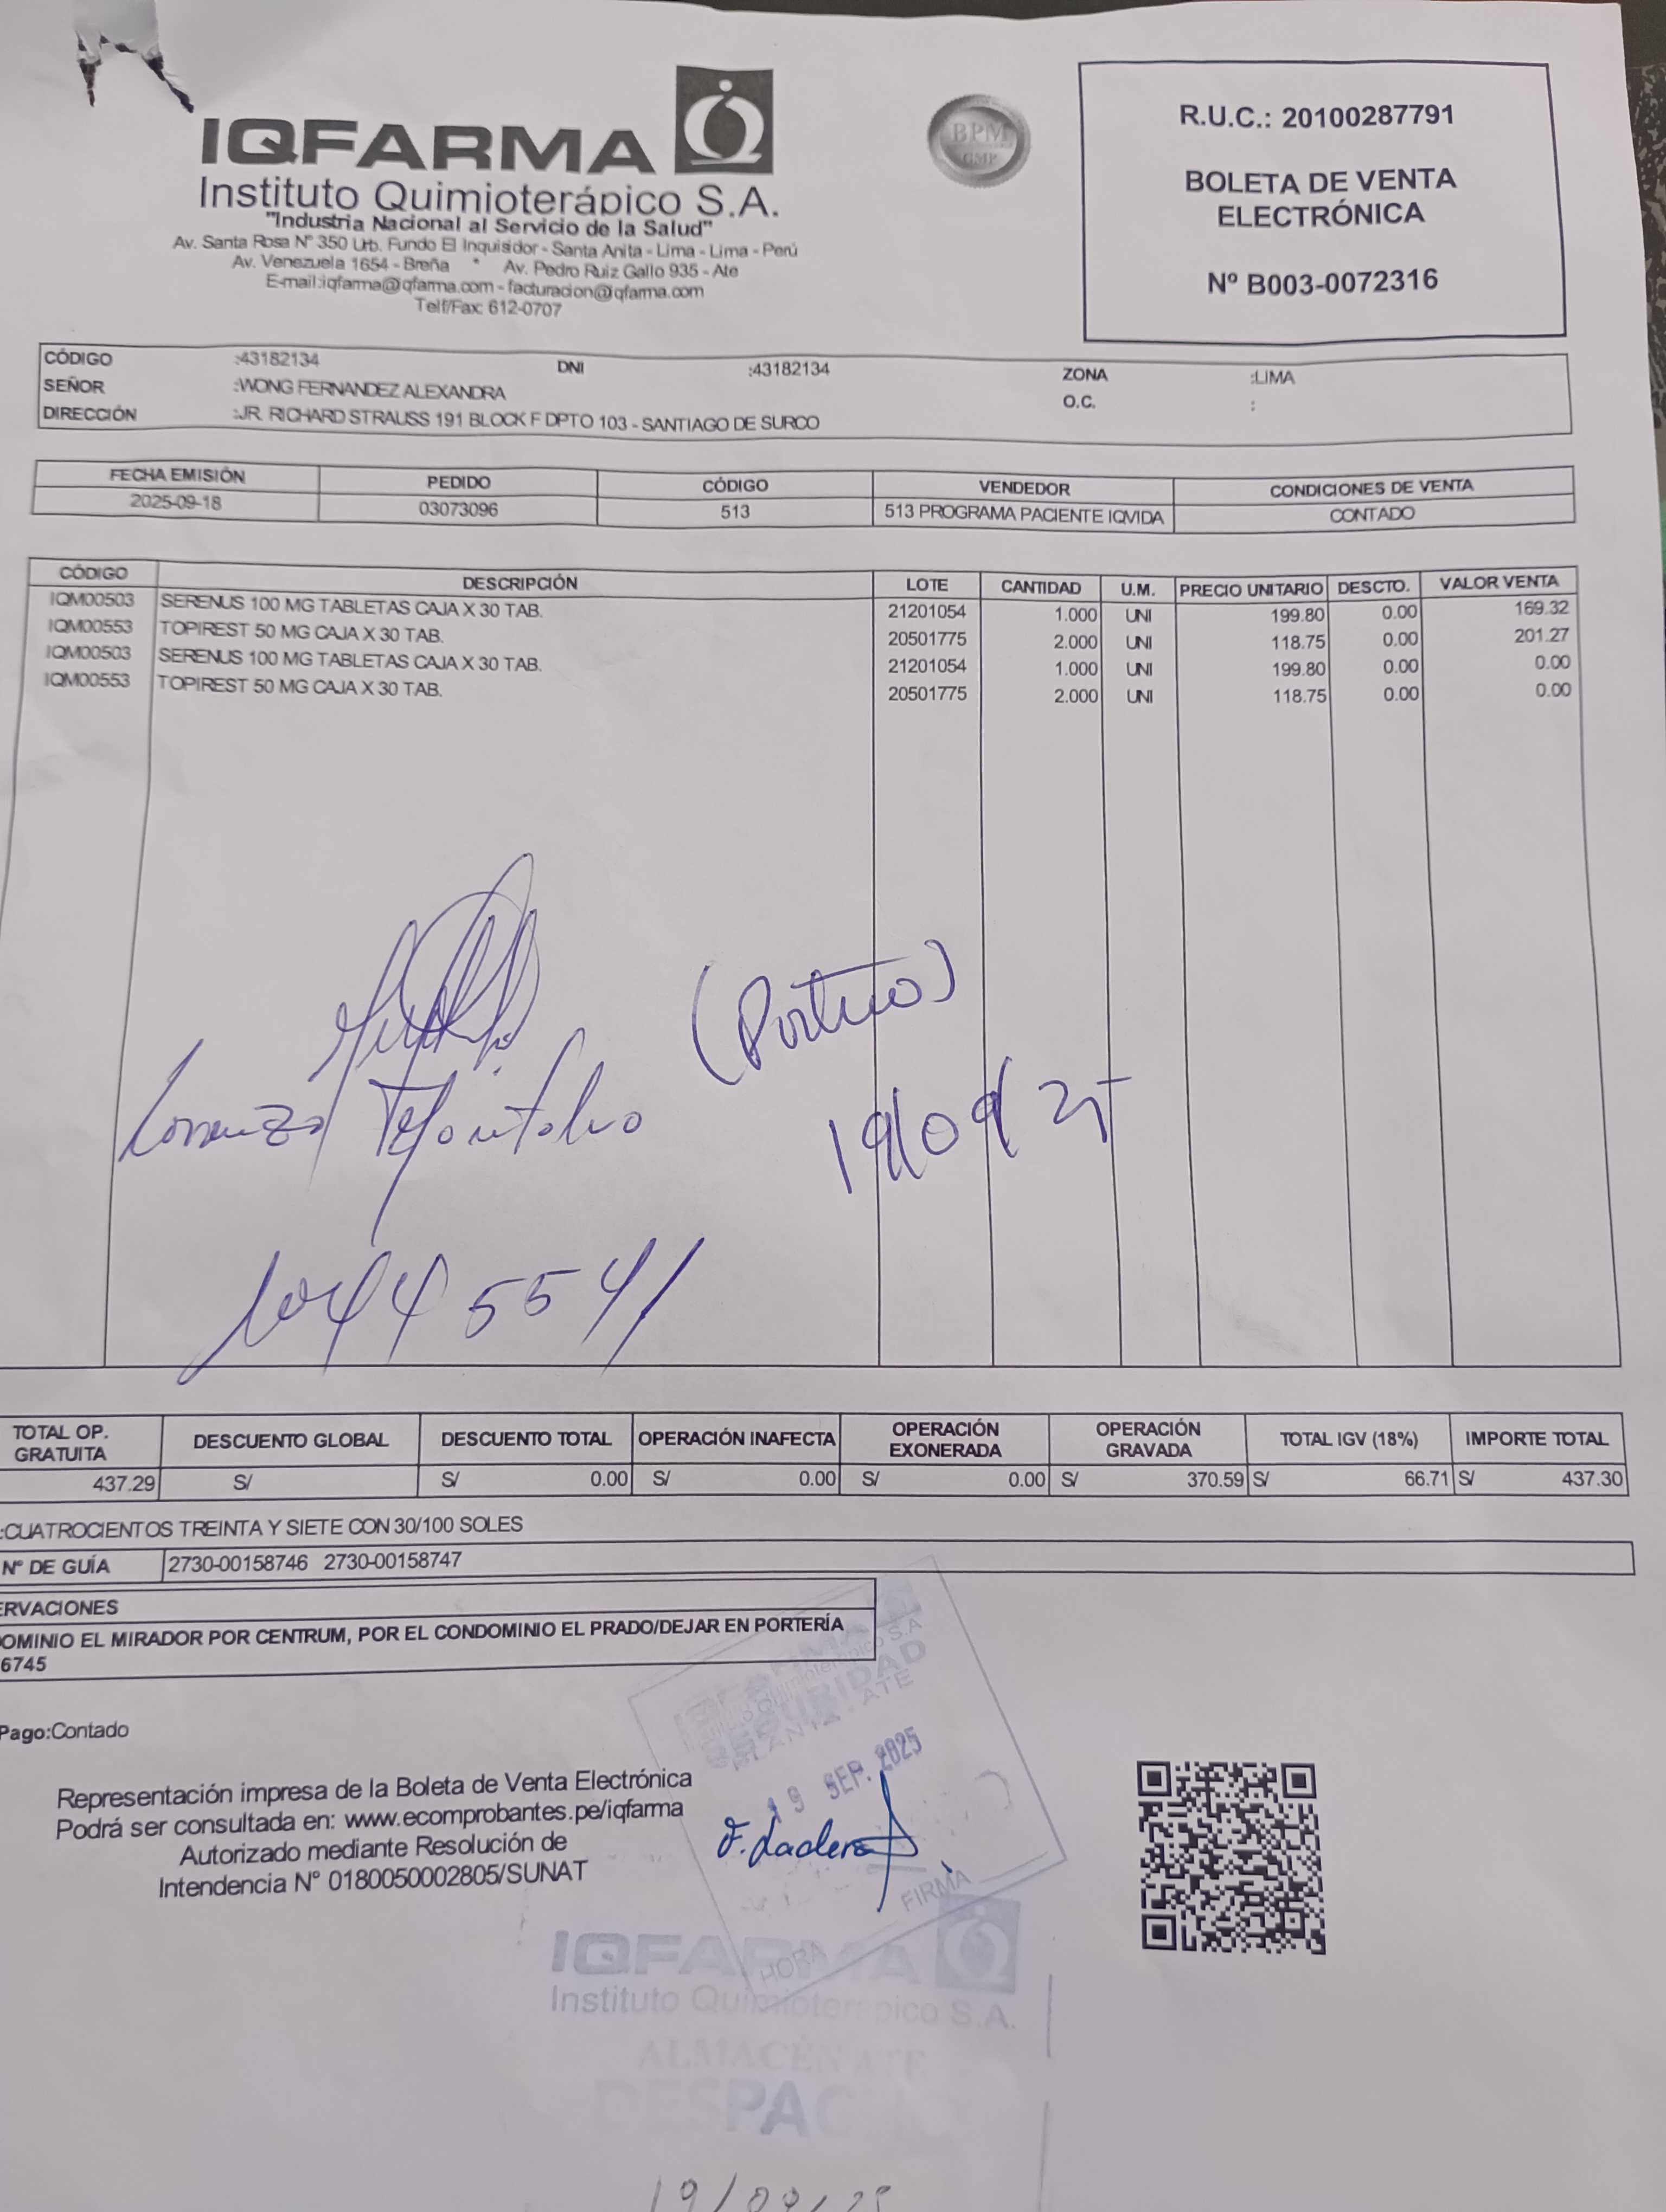 IQFARMA
Instituto Quimioterápico S.A.
"Industria Nacional al Servicio de la Salud"
Av. Santa Rosa Nº 350 Urb. Fundo El Inquisidor - Santa Anita - Lima - Lima - Perú
Av. Venezuela 1654 - Breña * Av. Pedro Ruiz Gallo 935 - Ate
E-mail:iqfarma@iqfarma.com - facturacion@iqfarma.com
Telf/Fax: 612-0707
BPM
GMP
R.U.C.: 20100287791
BOLETA DE VENTA
ELECTRÓNICA
Nº B003-0072316
CÓDIGO :43182134 DNI :43182134 ZONA :LIMA
SEÑOR :WONG FERNANDEZ ALEXANDRA O.C. :
DIRECCIÓN :JR. RICHARD STRAUSS 191 BLOCK F DPTO 103 - SANTIAGO DE SURCO
FECHA EMISIÓN PEDIDO CÓDIGO VENDEDOR CONDICIONES DE VENTA
2025-09-18 03073096 513 513 PROGRAMA PACIENTE IQVIDA CONTADO
CÓDIGO DESCRIPCIÓN LOTE CANTIDAD U.M. PRECIO UNITARIO DESCTO. VALOR VENTA
IQM00503 SERENUS 100 MG TABLETAS CAJA X 30 TAB. 21201054 1.000 UNI 199.80 0.00 169.32
IQM00553 TOPIREST 50 MG CAJA X 30 TAB. 20501775 2.000 UNI 118.75 0.00 201.27
IQM00503 SERENUS 100 MG TABLETAS CAJA X 30 TAB. 21201054 1.000 UNI 199.80 0.00 0.00
IQM00553 TOPIREST 50 MG CAJA X 30 TAB. 20501775 2.000 UNI 118.75 0.00 0.00
19/09/25
TOTAL OP. GRATUITA DESCUENTO GLOBAL DESCUENTO TOTAL OPERACIÓN INAFECTA OPERACIÓN EXONERADA OPERACIÓN GRAVADA TOTAL IGV (18%) IMPORTE TOTAL
437.29 S/ S/ 0.00 S/ 0.00 S/ 0.00 S/ 370.59 S/ 66.71 S/ 437.30
:CUATROCIENTOS TREINTA Y SIETE CON 30/100 SOLES
Nº DE GUÍA 2730-00158746 2730-00158747
ERVACIONES
OMINIO EL MIRADOR POR CENTRUM, POR EL CONDOMINIO EL PRADO/DEJAR EN PORTERÍA
6745
Pago:Contado
Representación impresa de la Boleta de Venta Electrónica
Podrá ser consultada en: www.ecomprobantes.pe/iqfarma
Autorizado mediante Resolución de
Intendencia N° 0180050002805/SUNAT
19 SEP. 2025
HORA FIRMA
IQFARMA
Instituto Quimioterápico S.A.
ALMACÉN ATE
DESPACHO